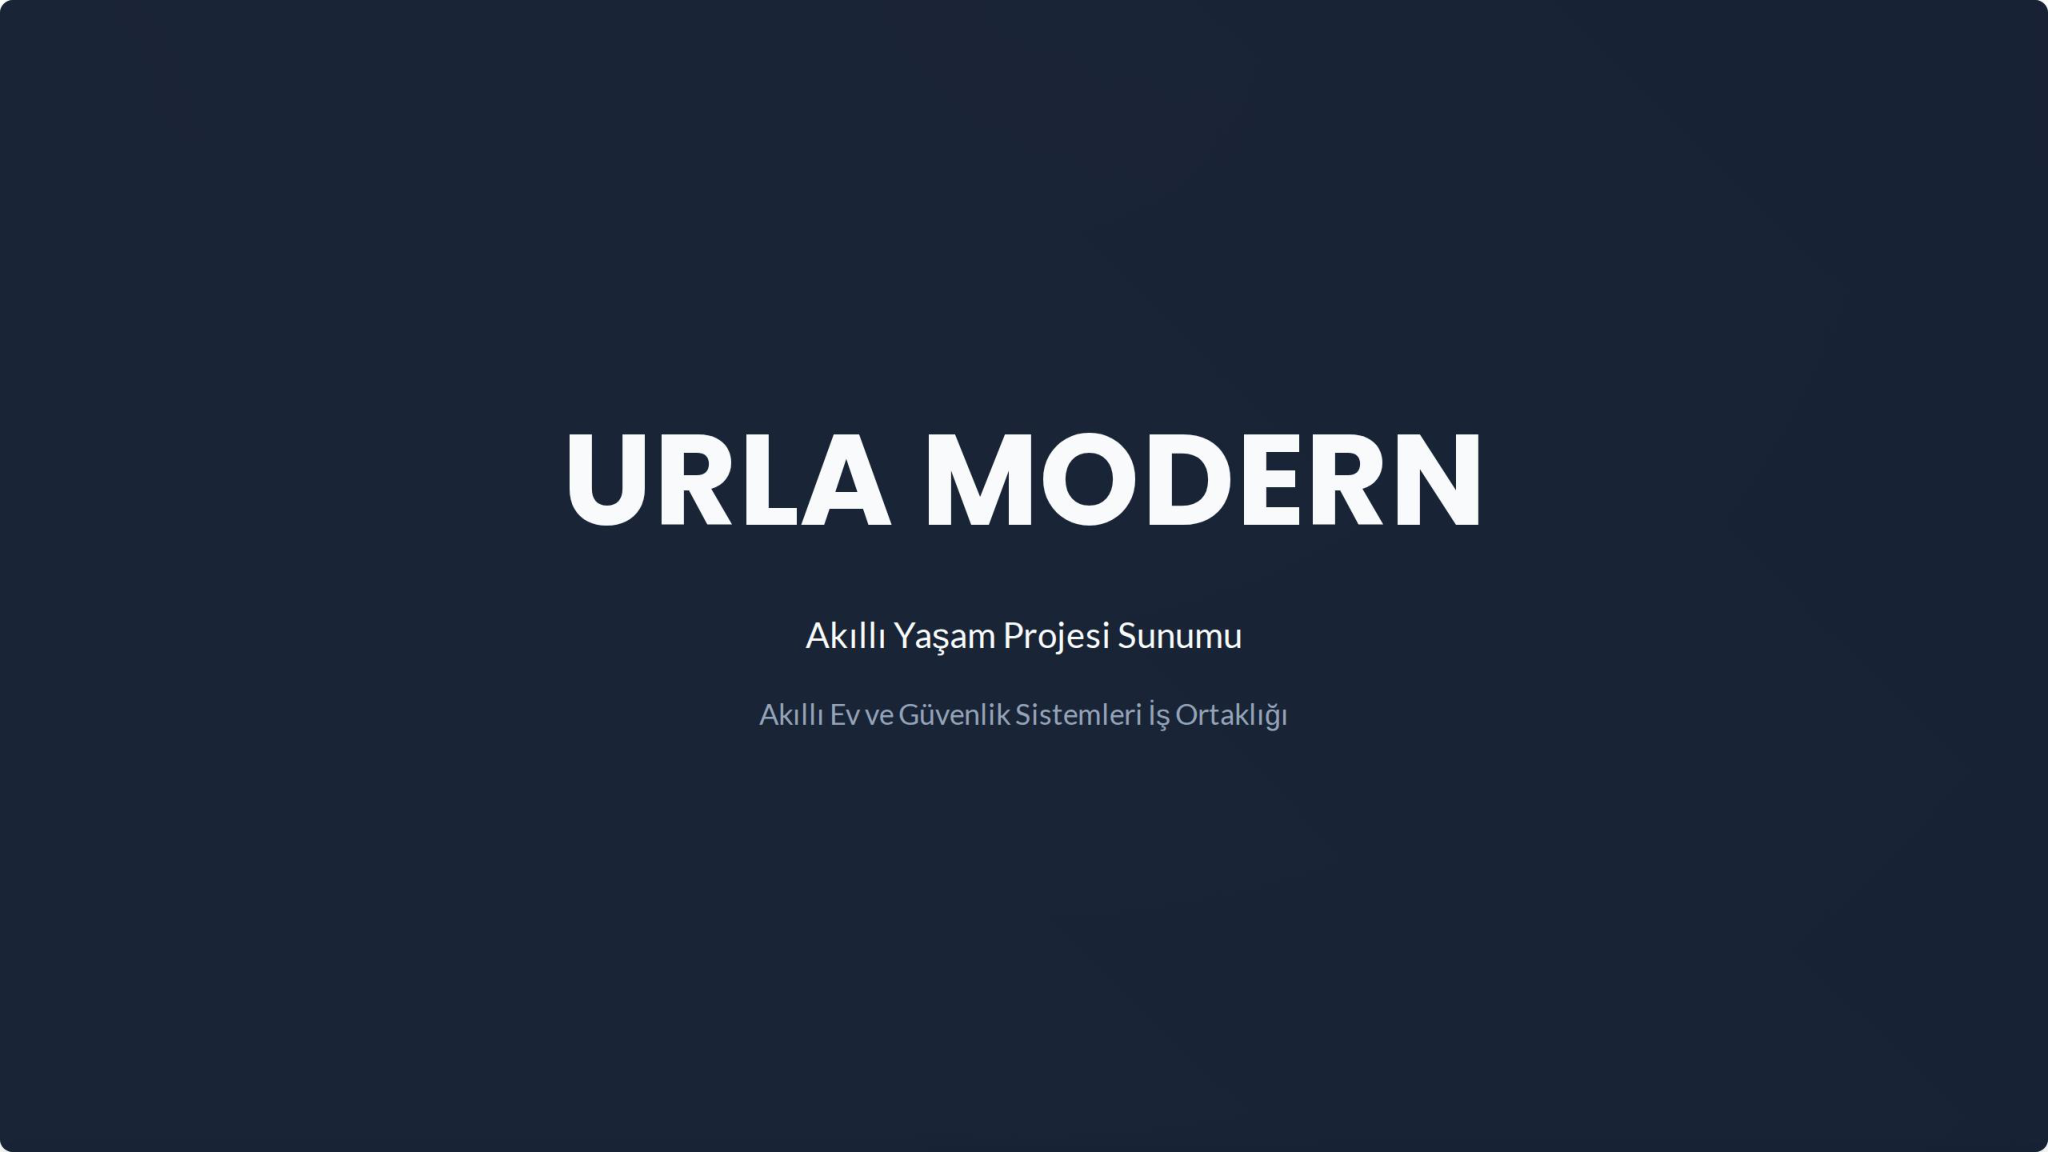 URLA MODERN
Akıllı Yaşam Projesi Sunumu
Akıllı Ev ve Güvenlik Sistemleri İş Ortaklığı